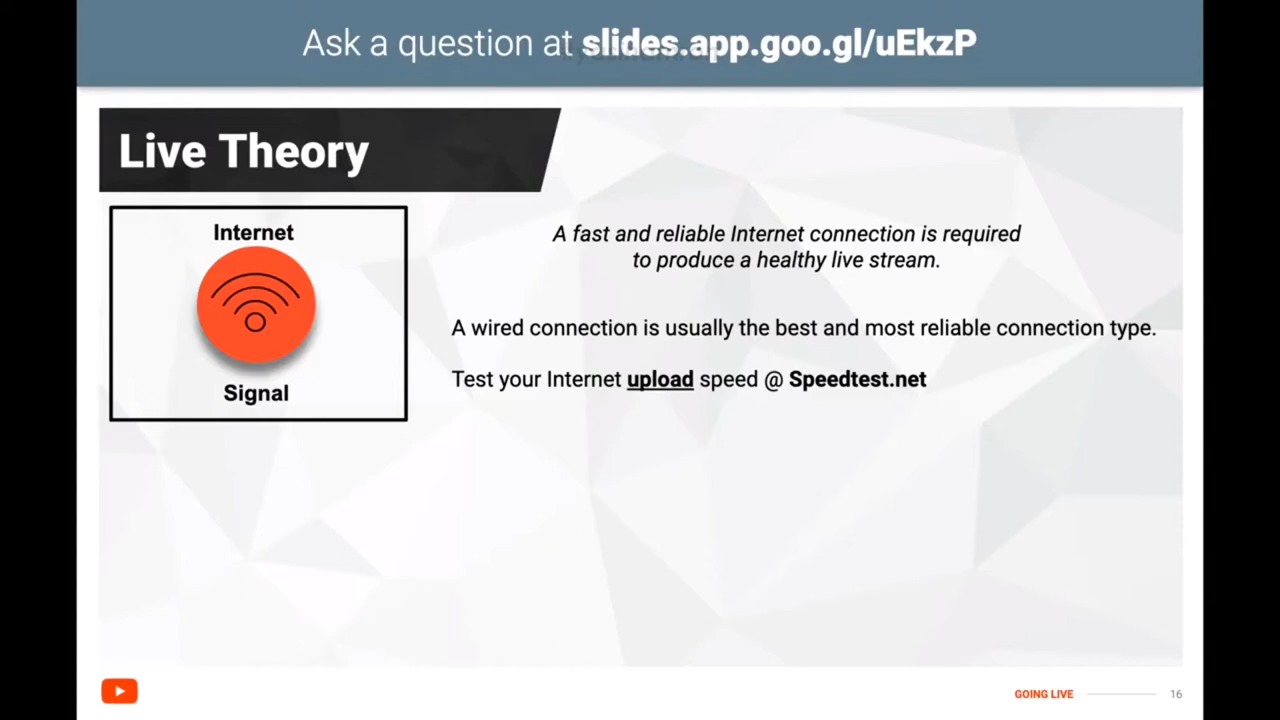 Ask a question at slides.app.goo.gl/uEkzP
Live Theory
Internet
Signal
A fast and reliable Internet connection is required
to produce a healthy live stream.
A wired connection is usually the best and most reliable connection type.
Test your Internet upload speed @ Speedtest.net
GOING LIVE
16